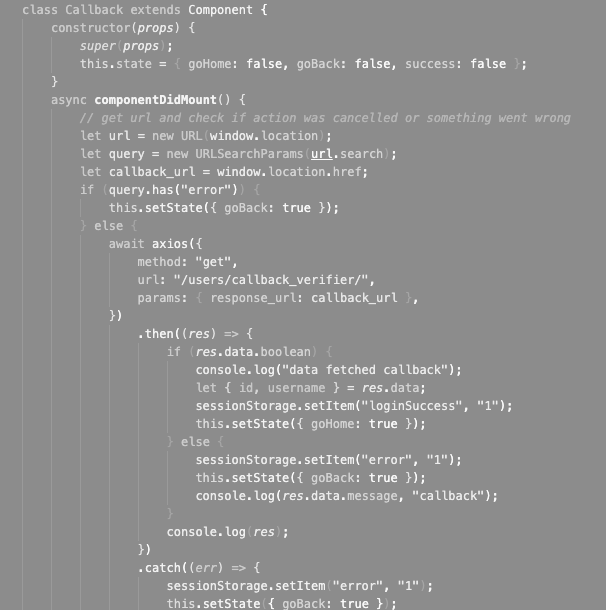 class Callback extends Component {
constructor(props) {
super(props);
this.state = { goHome: false, goBack: false, success: false };
}
async componentDidMount() {
// get url and check if action was cancelled or something went wrong
let url = new URL(window.location);
let query = new URLSearchParams(url.search);
let callback_url = window.location.href;
if (query.has("error")) {
this.setState({ goBack: true });
} else {
await axios({
method: "get",
url: "/users/callback_verifier/",
params: { response_url: callback_url },
})
.then((res) => {
if (res.data.boolean) {
console.log("data fetched callback");
let { id, username } = res.data;
sessionStorage.setItem("loginSuccess", "1");
this.setState({ goHome: true });
} else {
sessionStorage.setItem("error", "1");
this.setState({ goBack: true });
console.log(res.data.message, "callback");
}
console.log(res);
})
.catch((err) => {
sessionStorage.setItem("error", "1");
this.setState({ goBack: true });